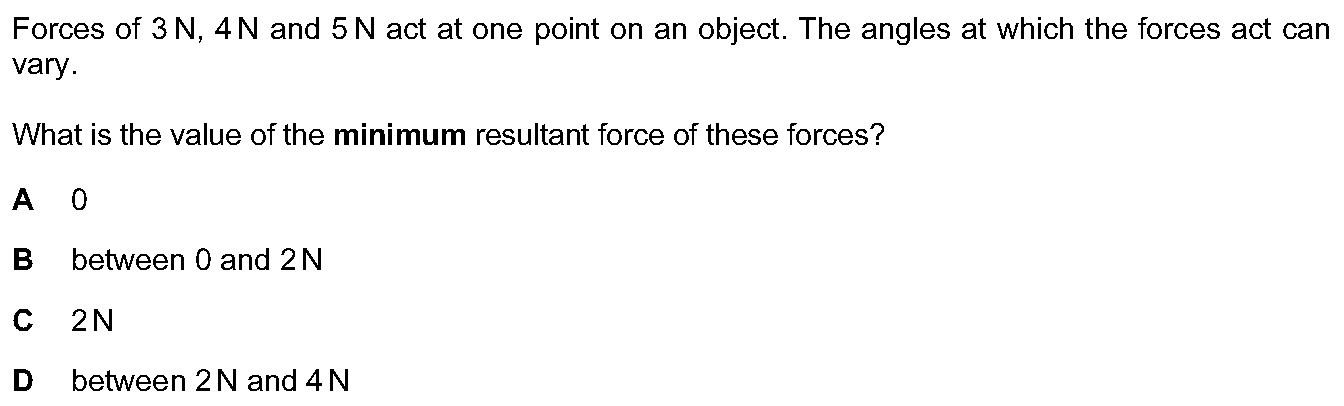 Forces of 3 N, 4 N and 5 N act at one point on an object. The angles at which the forces act can
vary.
What is the value of the minimum resultant force of these forces?
A 0
B between 0 and 2 N
C 2 N
D between 2 N and 4 N